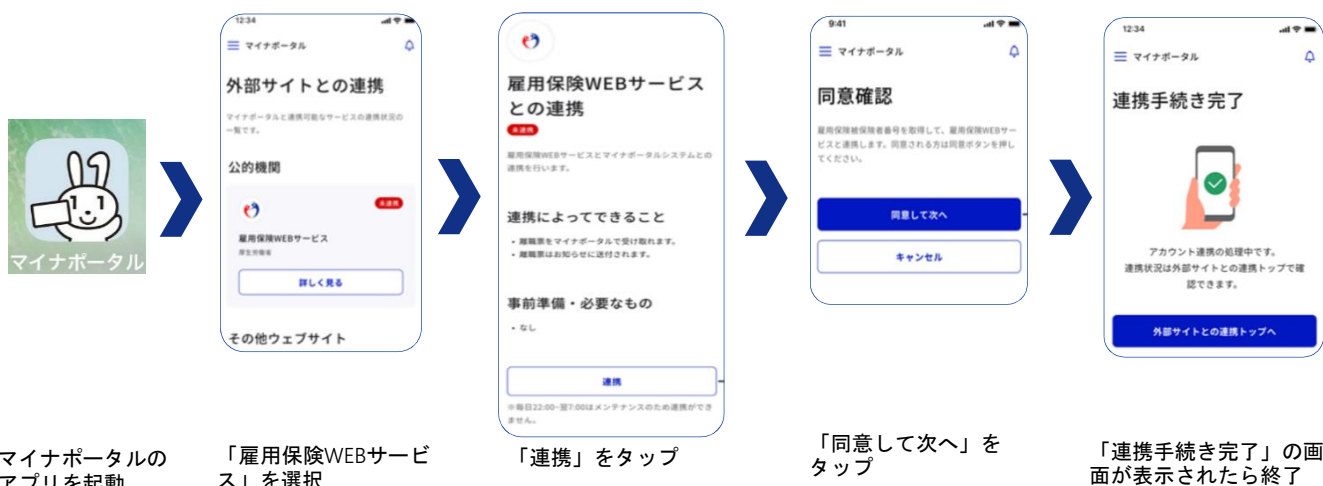 マイナポータル
マイナポータルの
アプリを起動
12:34
マイナポータル
外部サイトとの連携
マイナポータルと連携可能なサービスの連携状況の
一覧です。
公的機関
未連携
雇用保険WEBサービス
厚生労働省
詳しく見る
その他ウェブサイト
「雇用保険WEBサービ
ス」を選択
雇用保険WEBサービス
との連携
未連携
雇用保険WEBサービスとマイナポータルシステムとの
連携を行います。
連携によってできること
・離職票をマイナポータルで受け取れます。
・離職票はお知らせに送付されます。
事前準備・必要なもの
・なし
連携
※毎日22:00-翌7:00はメンテナンスのため連携ができ
ません。
「連携」をタップ
9:41
マイナポータル
同意確認
雇用保険被保険者番号を取得して、雇用保険WEBサー
ビスと連携します。同意される方は同意ボタンを押し
てください。
同意して次へ
キャンセル
「同意して次へ」を
タップ
12:34
マイナポータル
連携手続き完了
アカウント連携の処理中です。
連携状況は外部サイトとの連携トップで確
認できます。
外部サイトとの連携トップへ
「連携手続き完了」の画
面が表示されたら終了